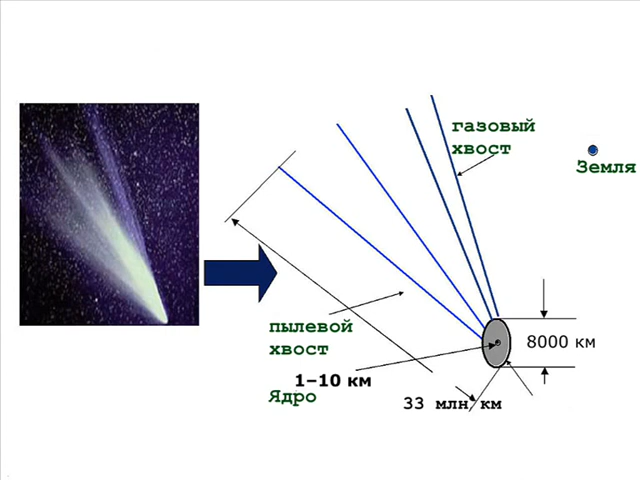 газовый
хвост
Земля
пылевой
хвост
8000 км
1–10 км
Ядро
33 млн км